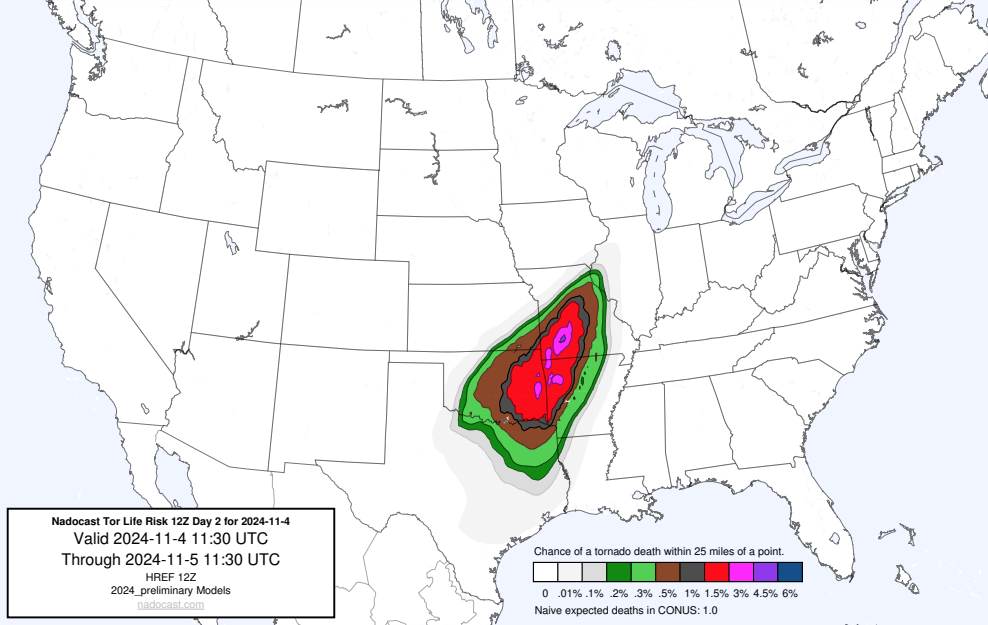 Nadocast Tor Life Risk 12Z Day 2 for 2024-11-4
Valid 2024-11-4 11:30 UTC
Through 2024-11-5 11:30 UTC
HREF 12Z
2024_preliminary Models
nadocast.com
Chance of a tornado death within 25 miles of a point.
0 .01% .1% .2% .3% .5% 1% 1.5% 3% 4.5% 6%
Naive expected deaths in CONUS: 1.0